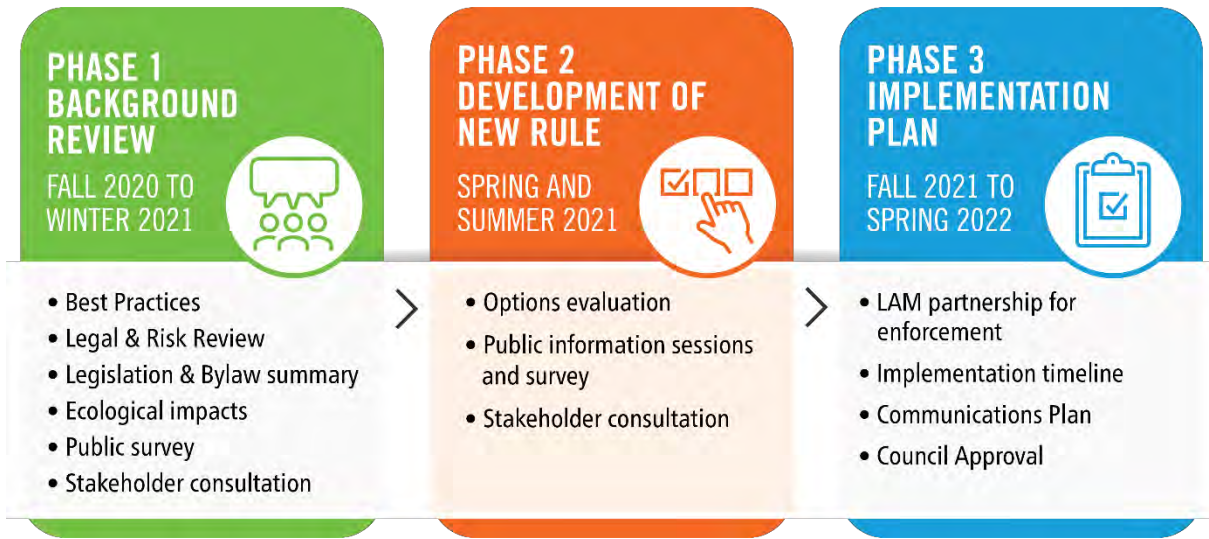 PHASE 1
BACKGROUND
REVIEW
FALL 2020 TO
WINTER 2021
• Best Practices
• Legal & Risk Review
• Legislation & Bylaw summary
• Ecological impacts
• Public survey
• Stakeholder consultation
PHASE 2
DEVELOPMENT OF
NEW RULE
SPRING AND
SUMMER 2021
• Options evaluation
• Public information sessions
and survey
• Stakeholder consultation
PHASE 3
IMPLEMENTATION
PLAN
FALL 2021 TO
SPRING 2022
• LAM partnership for
enforcement
• Implementation timeline
• Communications Plan
• Council Approval